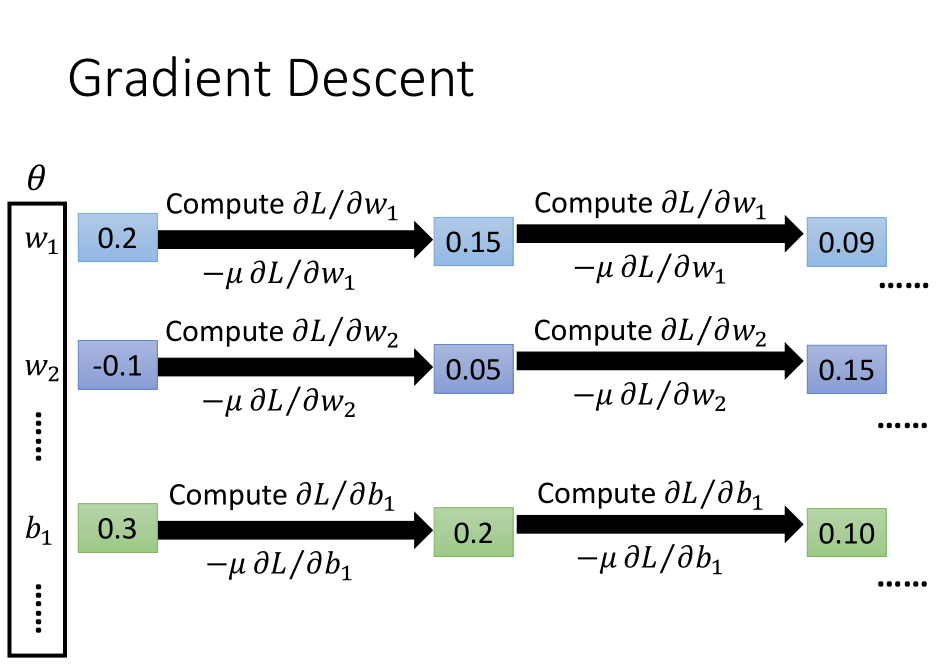 Gradient Descent
θ
w₁
0.2
Compute ∂L/∂w₁
−μ ∂L/∂w₁
0.15
Compute ∂L/∂w₁
−μ ∂L/∂w₁
0.09
......
w₂
-0.1
Compute ∂L/∂w₂
−μ ∂L/∂w₂
0.05
Compute ∂L/∂w₂
−μ ∂L/∂w₂
0.15
......
......
b₁
0.3
Compute ∂L/∂b₁
−μ ∂L/∂b₁
0.2
Compute ∂L/∂b₁
−μ ∂L/∂b₁
0.10
......
......